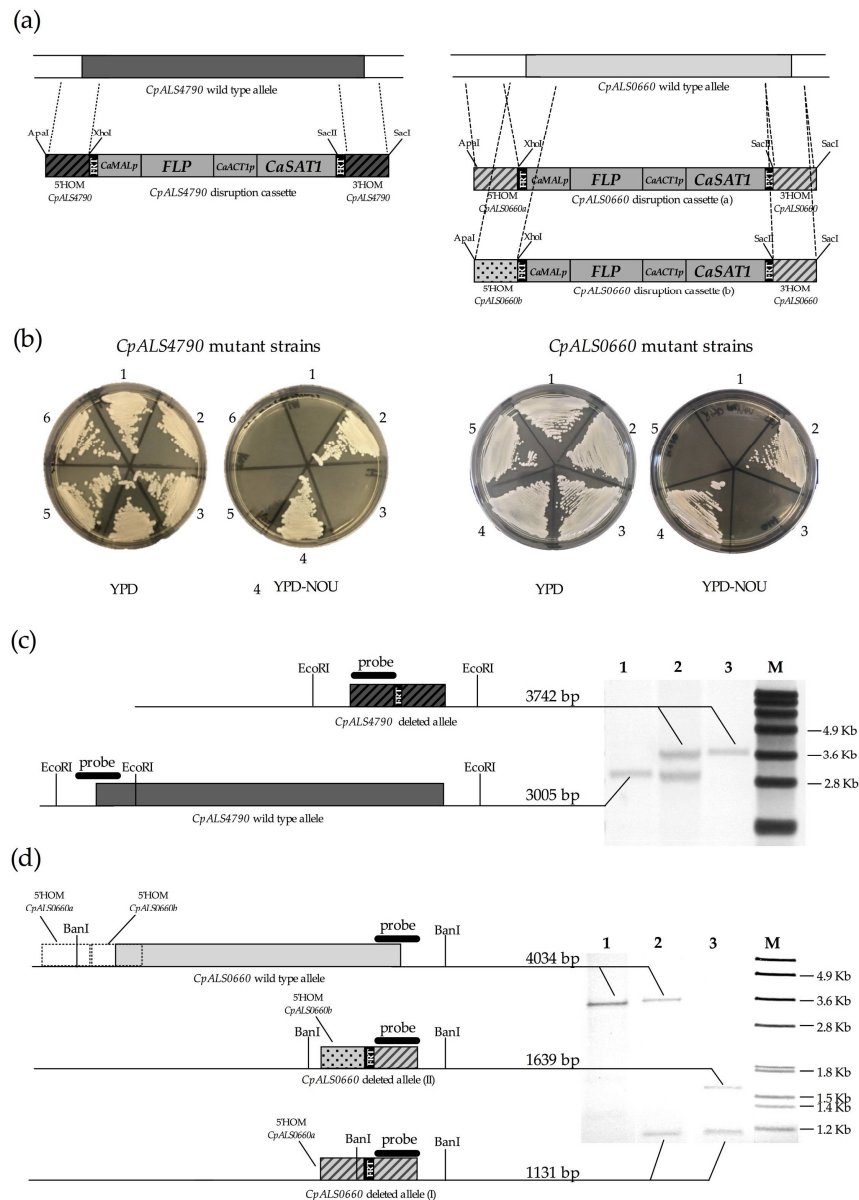 (a)
CpALS4790 wild type allele
ApaI
XhoI
SacII
SacI
FRT
CaMALp
FLP
CaACT1p
CaSAT1
FRT
5'HOM
CpALS4790
CpALS4790 disruption cassette
3'HOM
CpALS4790
CpALS0660 wild type allele
ApaI
XhoI
SacII
SacI
FRT
CaMALp
FLP
CaACT1p
CaSAT1
FRT
5'HOM
CpALS0660a
CpALS0660 disruption cassette (a)
3'HOM
CpALS0660
ApaI
XhoI
SacII
SacI
FRT
CaMALp
FLP
CaACT1p
CaSAT1
FRT
5'HOM
CpALS0660b
CpALS0660 disruption cassette (b)
3'HOM
CpALS0660
(b)
CpALS4790 mutant strains
1
2
3
4
5
6
YPD
1
2
3
4
5
6
4 YPD-NOU
CpALS0660 mutant strains
1
2
3
4
5
YPD
1
2
3
4
5
YPD-NOU
(c)
EcoRI
probe
EcoRI
FRT
CpALS4790 deleted allele
3742 bp
EcoRI
probe
EcoRI
EcoRI
CpALS4790 wild type allele
3005 bp
1 2 3 M
4.9 Kb
3.6 Kb
2.8 Kb
(d)
5'HOM
CpALS0660a
BanI
5'HOM
CpALS0660b
probe
BanI
CpALS0660 wild type allele
4034 bp
5'HOM
CpALS0660b
BanI
probe
BanI
FRT
CpALS0660 deleted allele (II)
1639 bp
5'HOM
CpALS0660a
BanI
probe
BanI
FRT
CpALS0660 deleted allele (I)
1131 bp
1 2 3 M
4.9 Kb
3.6 Kb
2.8 Kb
1.8 Kb
1.5 Kb
1.4 Kb
1.2 Kb